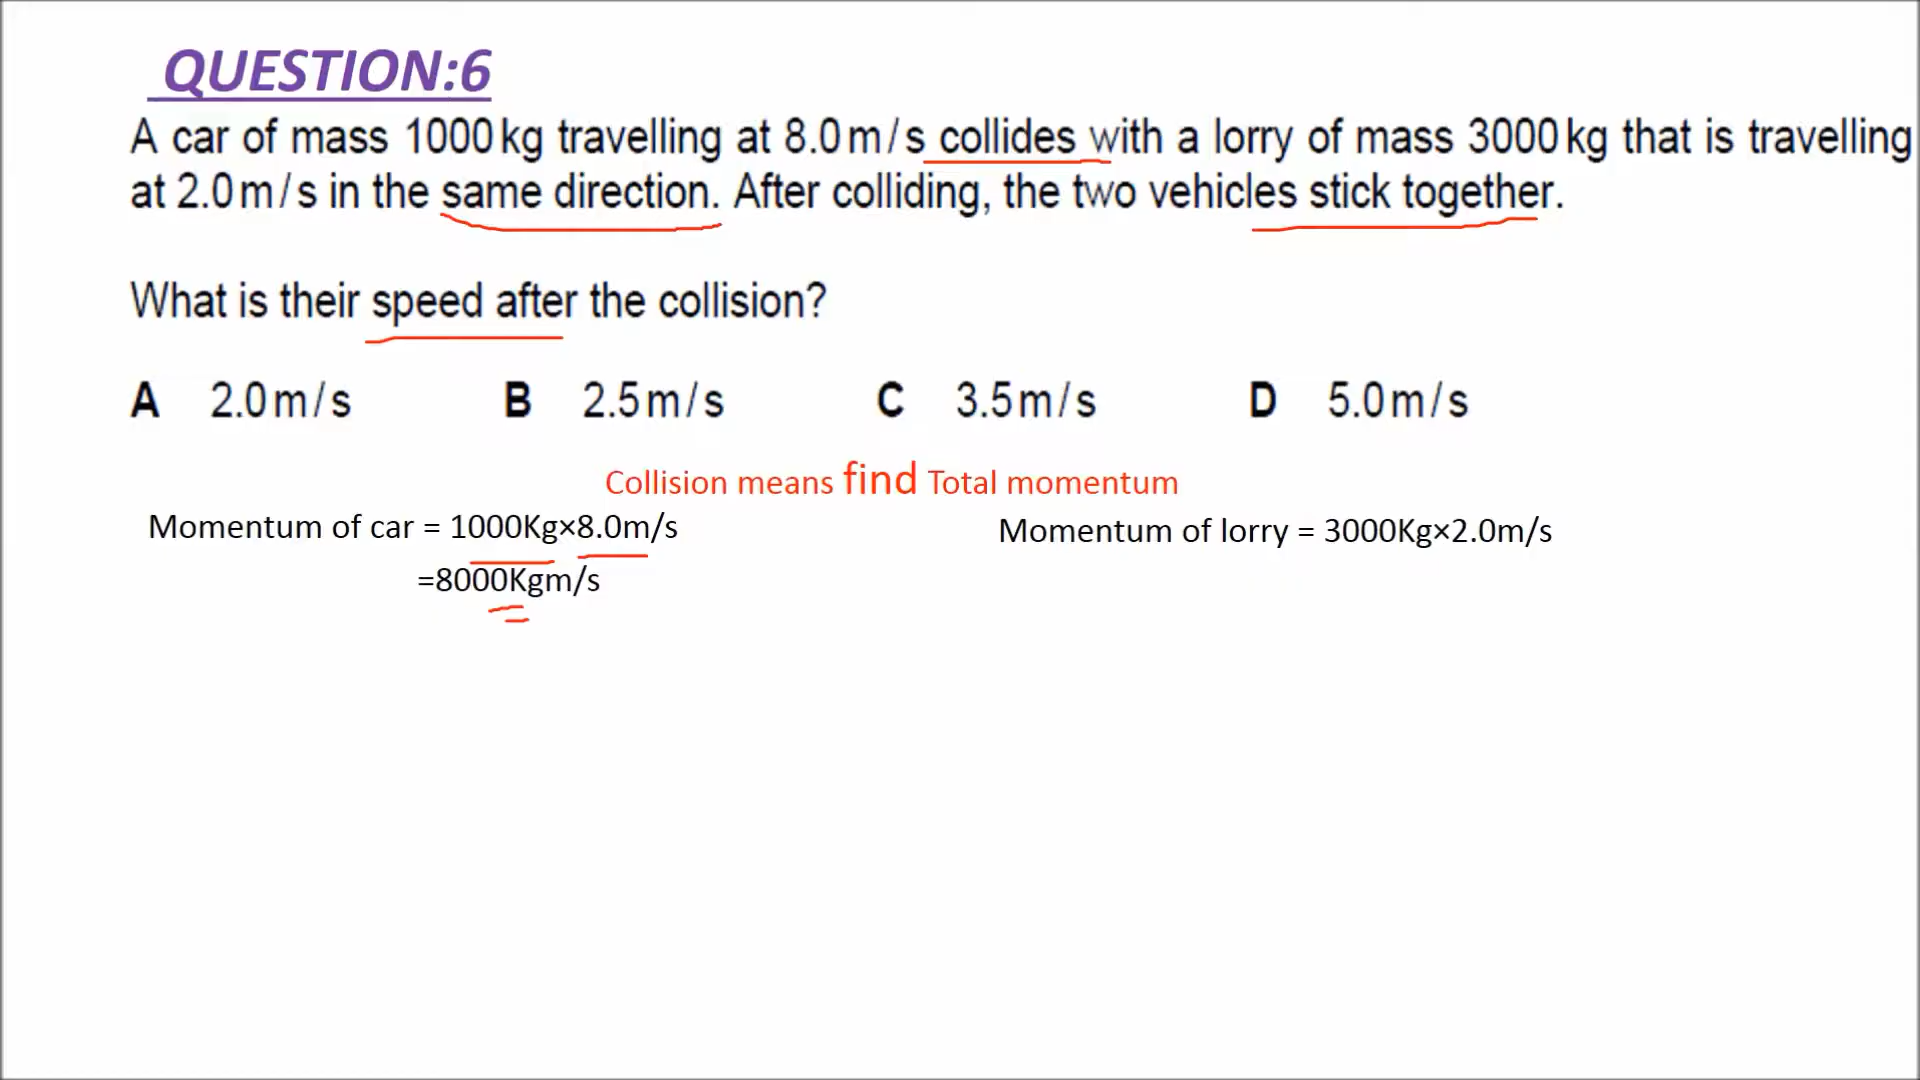 QUESTION:6
A car of mass 1000 kg travelling at 8.0 m / s collides with a lorry of mass 3000 kg that is travelling
at 2.0 m / s in the same direction. After colliding, the two vehicles stick together.
What is their speed after the collision?
A 2.0 m / s B 2.5 m / s C 3.5 m / s D 5.0 m / s
Collision means find Total momentum
Momentum of car = 1000Kg×8.0m/s Momentum of lorry = 3000Kg×2.0m/s
=8000Kgm/s